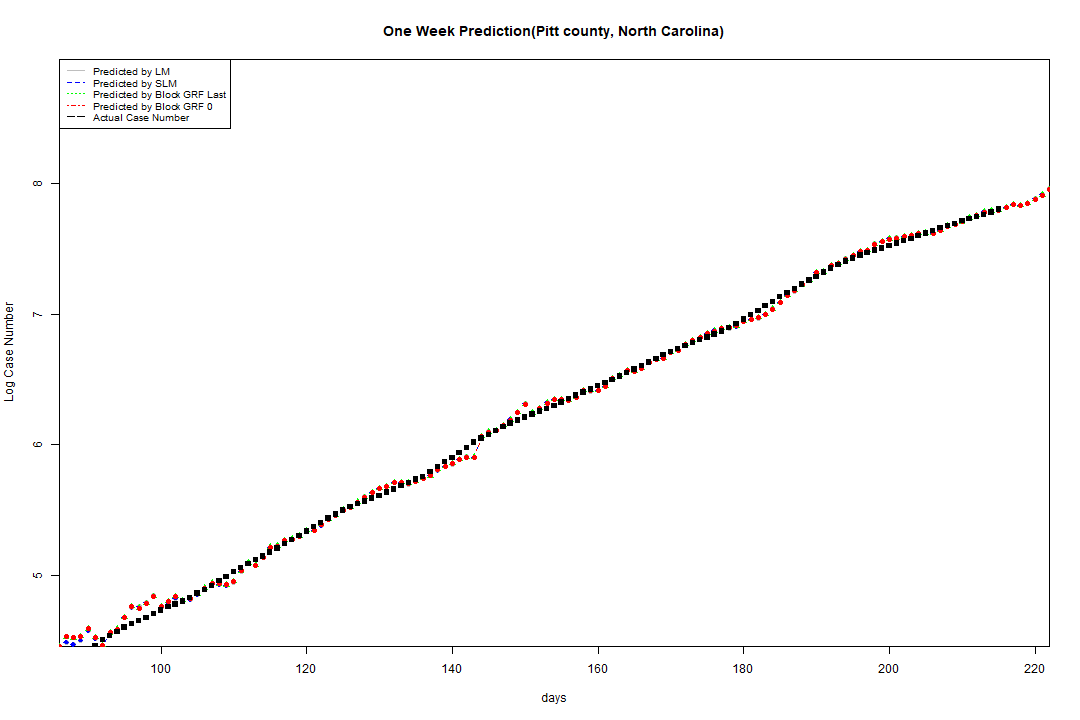 One Week Prediction(Pitt county, North Carolina)
Predicted by LM
Predicted by SLM
Predicted by Block GRF Last
Predicted by Block GRF 0
Actual Case Number
Log Case Number
8
7
6
5
100 120 140 160 180 200 220
days